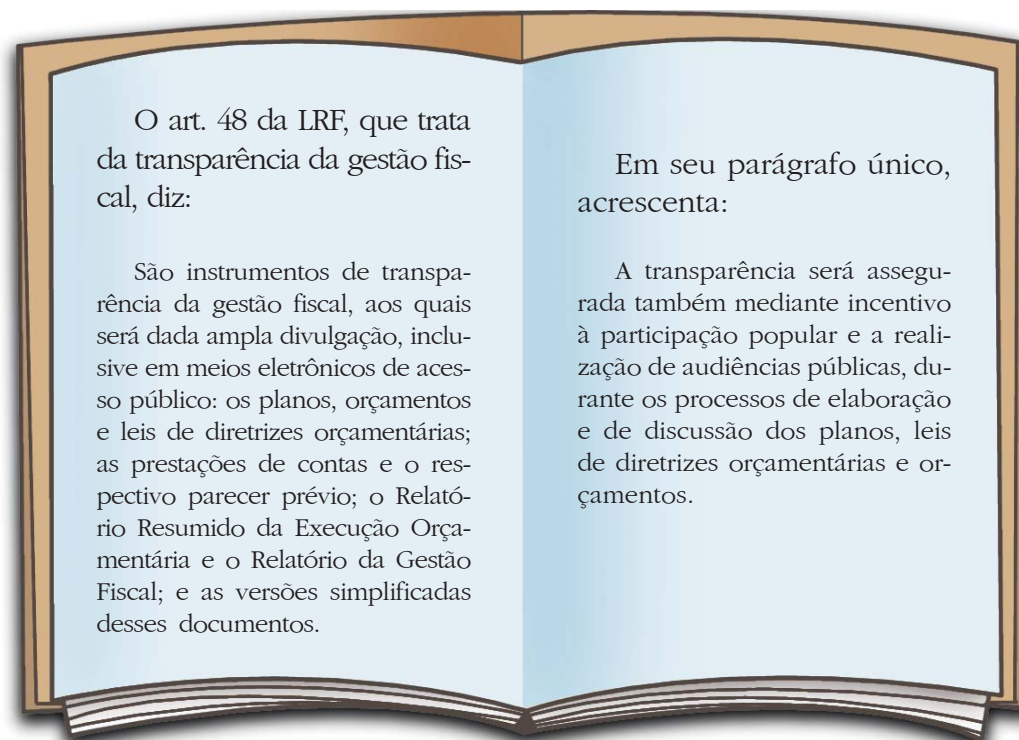 O art. 48 da LRF, que trata
da transparência da gestão fis-
cal, diz:
São instrumentos de transpa-
rência da gestão fiscal, aos quais
será dada ampla divulgação, inclu-
sive em meios eletrônicos de aces-
so público: os planos, orçamentos
e leis de diretrizes orçamentárias;
as prestações de contas e o res-
pectivo parecer prévio; o Relató-
rio Resumido da Execução Orça-
mentária e o Relatório da Gestão
Fiscal; e as versões simplificadas
desses documentos.
Em seu parágrafo único,
acrescenta:
A transparência será assegu-
rada também mediante incentivo
à participação popular e a reali-
zação de audiências públicas, du-
rante os processos de elaboração
e de discussão dos planos, leis
de diretrizes orçamentárias e or-
çamentos.